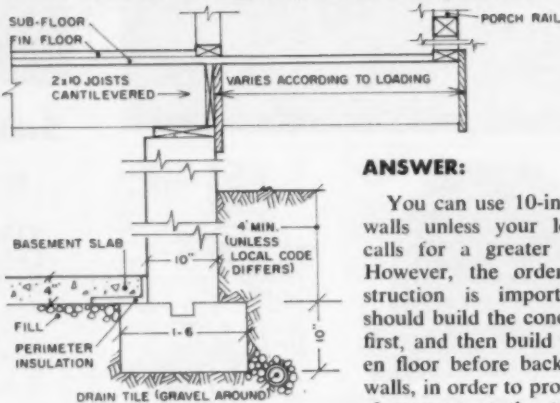 SUB-FLOOR
FIN. FLOOR
PORCH RAIL
2x10 JOISTS
CANTILEVERED
VARIES ACCORDING TO LOADING
BASEMENT SLAB
10"
4' MIN.
(UNLESS
LOCAL CODE
DIFFERS)
4"
FILL
PERIMETER
INSULATION
1-6
10"
DRAIN TILE (GRAVEL AROUND)
ANSWER:
You can use 10-in
walls unless your lo
calls for a greater
However, the order
struction is import
should build the conc
first, and then build
en floor before back
walls, in order to pro